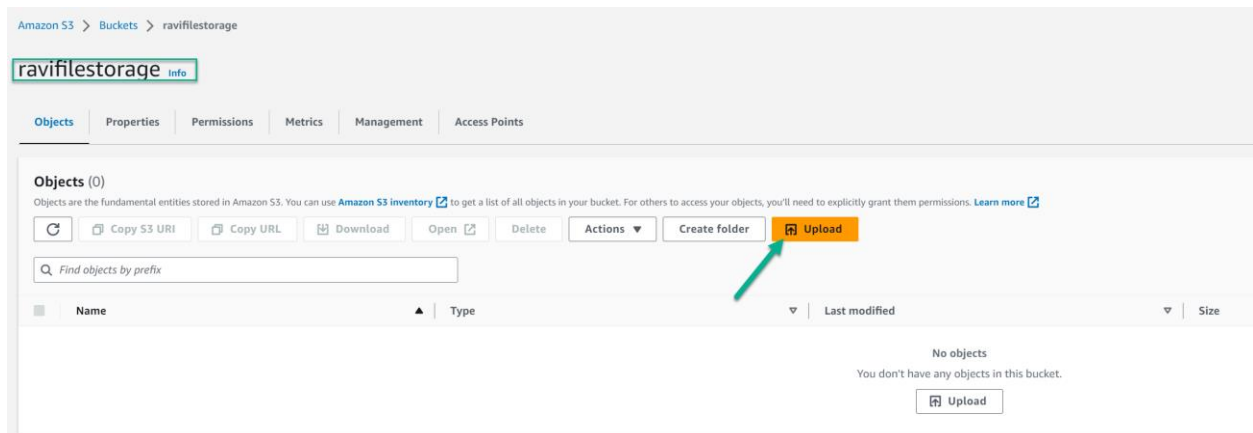 Amazon S3 > Buckets > ravifilestorage
ravifilestorage Info
Objects Properties Permissions Metrics Management Access Points
Objects (0)
Objects are the fundamental entities stored in Amazon S3. You can use Amazon S3 inventory to get a list of all objects in your bucket. For others to access your objects, you'll need to explicitly grant them permissions. Learn more
Copy S3 URI Copy URL Download Open Delete Actions Create folder Upload
Find objects by prefix
Name Type Last modified Size
No objects
You don't have any objects in this bucket.
Upload